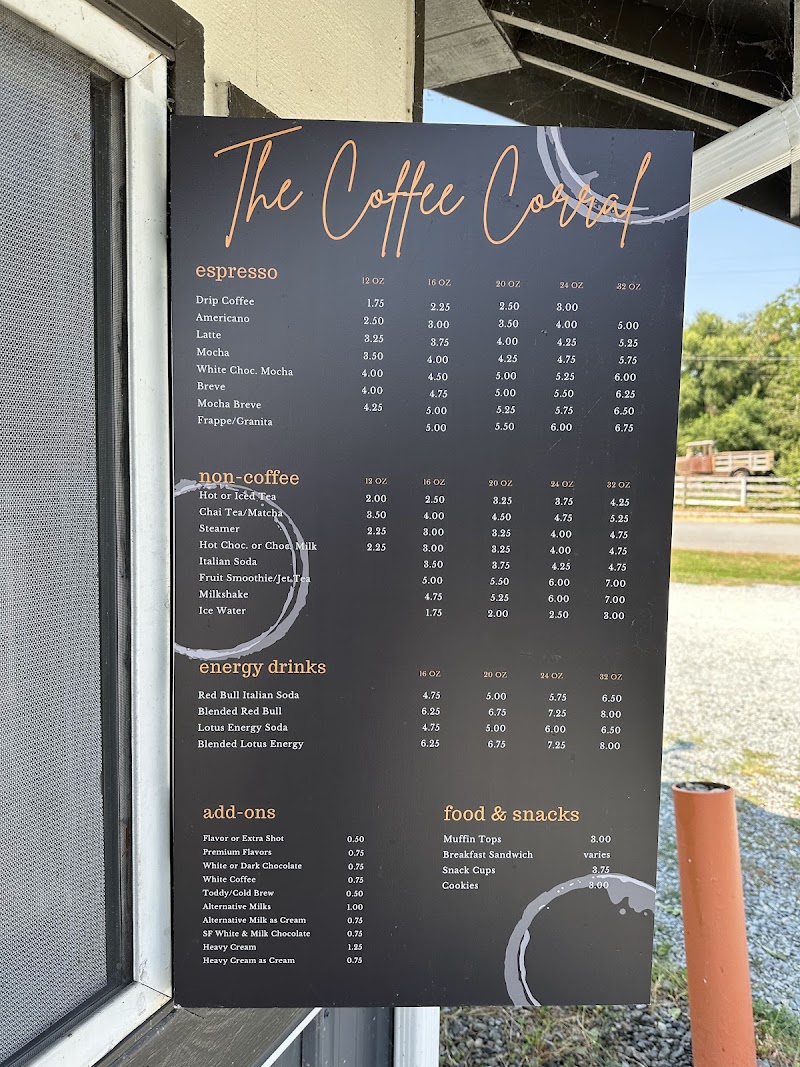 The Coffee Corral
espresso 12 OZ 16 OZ 20 OZ 24 OZ 32 OZ
Drip Coffee 1.75 2.25 2.50 3.00
Americano 2.50 3.00 3.50 4.00 5.00
Latte 3.25 3.75 4.00 4.25 5.25
Mocha 3.50 4.00 4.25 4.75 5.75
White Choc. Mocha 4.00 4.50 5.00 5.25 6.00
Breve 4.00 4.75 5.00 5.50 6.25
Mocha Breve 4.25 5.00 5.25 5.75 6.50
Frappe/Granita 5.00 5.50 6.00 6.75
non-coffee 12 OZ 16 OZ 20 OZ 24 OZ 32 OZ
Hot or Iced Tea 2.00 2.50 3.25 3.75 4.25
Chai Tea/Matcha 3.50 4.00 4.50 4.75 5.25
Steamer 2.25 3.00 3.25 4.00 4.75
Hot Choc. or Choc. Milk 2.25 3.00 3.25 4.00 4.75
Italian Soda 3.50 3.75 4.25 4.75
Fruit Smoothie/Jet Tea 5.00 5.50 6.00 7.00
Milkshake 4.75 5.25 6.00 7.00
Ice Water 1.75 2.00 2.50 3.00
energy drinks 16 OZ 20 OZ 24 OZ 32 OZ
Red Bull Italian Soda 4.75 5.00 5.75 6.50
Blended Red Bull 6.25 6.75 7.25 8.00
Lotus Energy Soda 4.75 5.00 6.00 6.50
Blended Lotus Energy 6.25 6.75 7.25 8.00
add-ons
Flavor or Extra Shot 0.50
Premium Flavors 0.75
White or Dark Chocolate 0.75
White Coffee 0.75
Toddy/Cold Brew 0.50
Alternative Milks 1.00
Alternative Milk as Cream 0.75
SF White & Milk Chocolate 0.75
Heavy Cream 1.25
Heavy Cream as Cream 0.75
food & snacks
Muffin Tops 3.00
Breakfast Sandwich varies
Snack Cups 3.75
Cookies 3.00